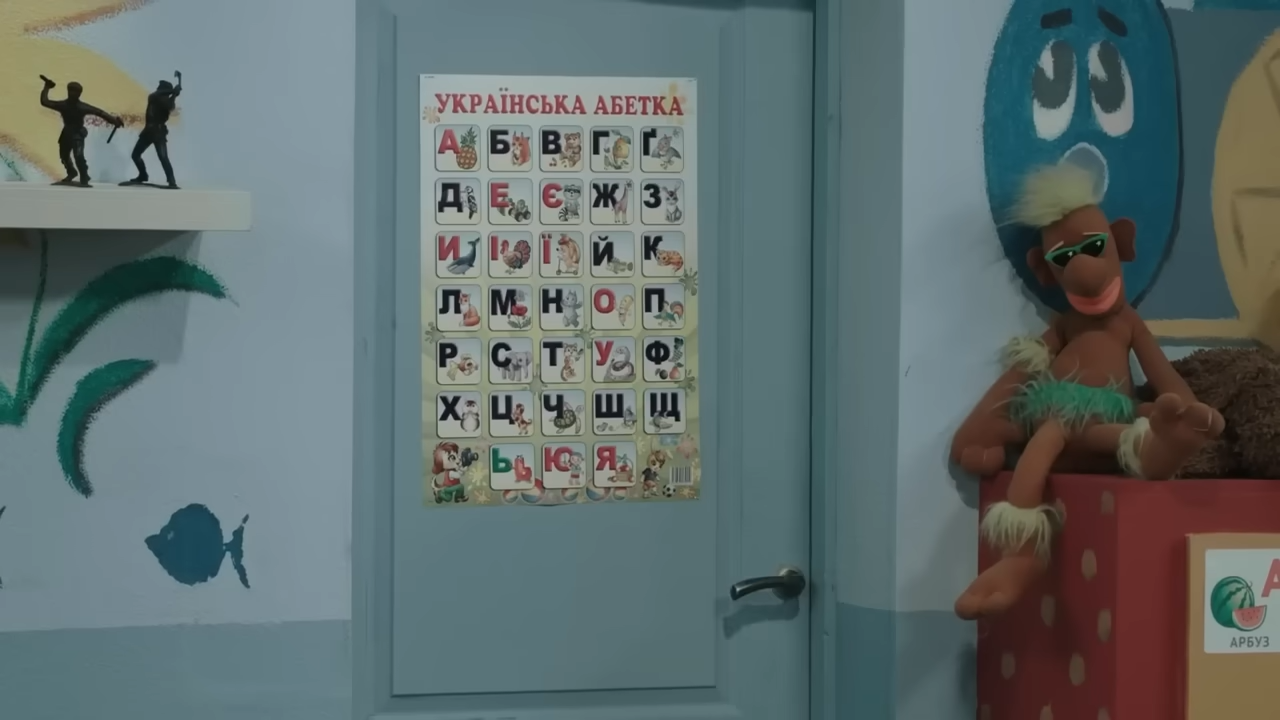 УКРАЇНСЬКА АБЕТКА
А Б В Г Ґ
Д Е Є Ж З
И І Ї Й К
Л М Н О П
Р С Т У Ф
Х Ц Ч Ш Щ
Ь Ю Я
А
АРБУЗ